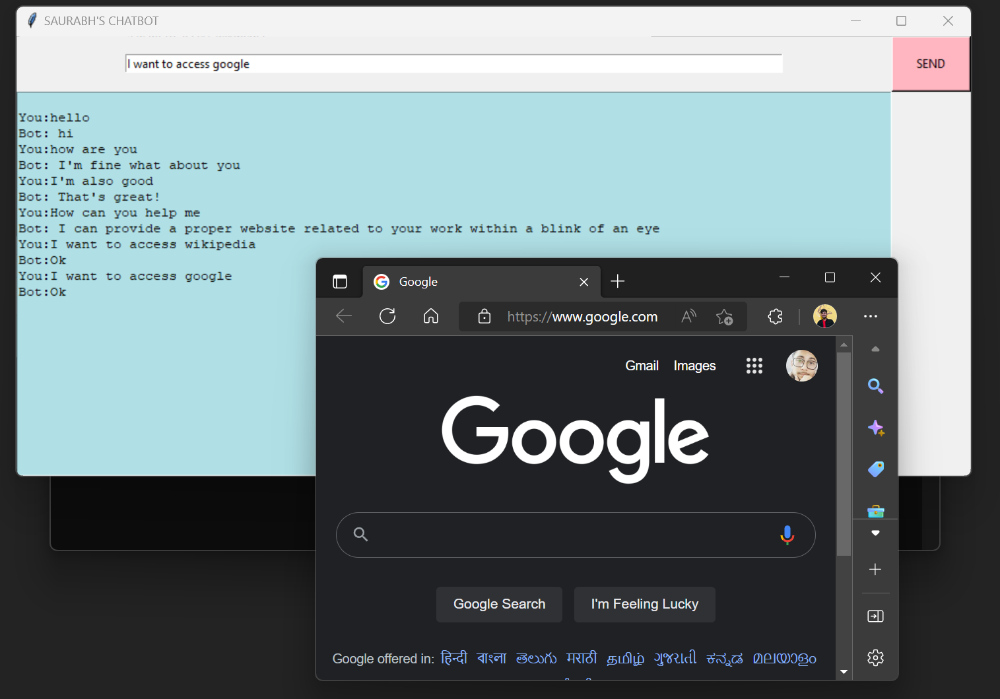 SAURABH'S CHATBOT
I want to access google
SEND
You:hello
Bot: hi
You:how are you
Bot: I'm fine what about you
You:I'm also good
Bot: That's great!
You:How can you help me
Bot: I can provide a proper website related to your work within a blink of an eye
You:I want to access wikipedia
Bot:Ok
You:I want to access google
Bot:Ok
Google
https://www.google.com
Gmail Images
Google
Google Search I'm Feeling Lucky
Google offered in: हिन्दी বাংলা తెలుగు मराठी தமிழ் ગુજરાતી ಕನ್ನಡ മലയാളം